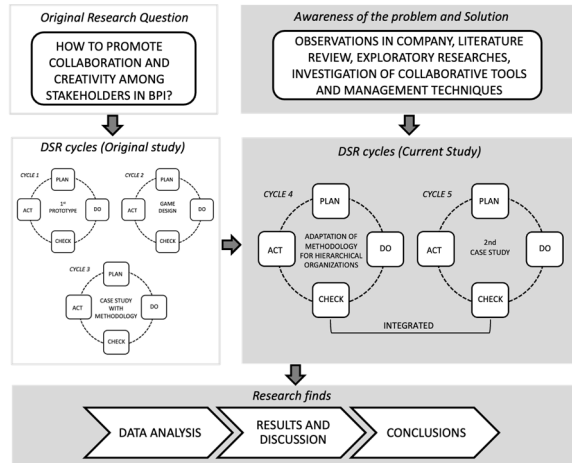 Original Research Question
HOW TO PROMOTE
COLLABORATION AND
CREATIVITY AMONG
STAKEHOLDERS IN BPI?
Awareness of the problem and Solution
OBSERVATIONS IN COMPANY, LITERATURE
REVIEW, EXPLORATORY RESEARCHES,
INVESTIGATION OF COLLABORATIVE TOOLS
AND MANAGEMENT TECHNIQUES
DSR cycles (Original study)
CYCLE 1
PLAN
ACT
1st
PROTOTYPE
DO
CHECK
CYCLE 2
PLAN
ACT
GAME
DESIGN
DO
CHECK
CYCLE 3
PLAN
ACT
CASE STUDY
WITH
METHODOLOGY
DO
CHECK
DSR cycles (Current Study)
CYCLE 4
PLAN
ACT
ADAPTATION OF
METHODOLOGY
FOR HIERARCHICAL
ORGANIZATIONS
DO
CHECK
CYCLE 5
PLAN
ACT
2nd
CASE STUDY
DO
CHECK
INTEGRATED
Research finds
DATA ANALYSIS
RESULTS AND
DISCUSSION
CONCLUSIONS